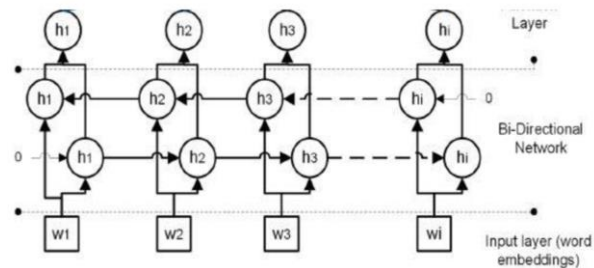 h1 h2 h3 hi
Layer
h1 h2 h3 hi 0
Bi-Directional
Network
0 h1 h2 h3 hi
w1 w2 w3 wi
Input layer (word
embeddings)